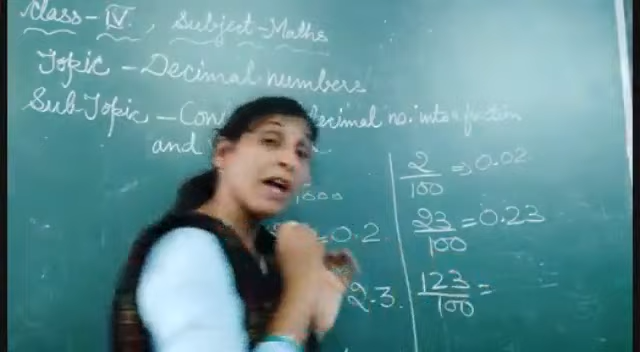 Class - IV, Subject - Maths
Topic - Decimal numbers
Sub Topic - decimal no. into a fraction
and
1000
2/100 => 0.02
= 0.2
23/100 = 0.23
2.3.
123/100 =